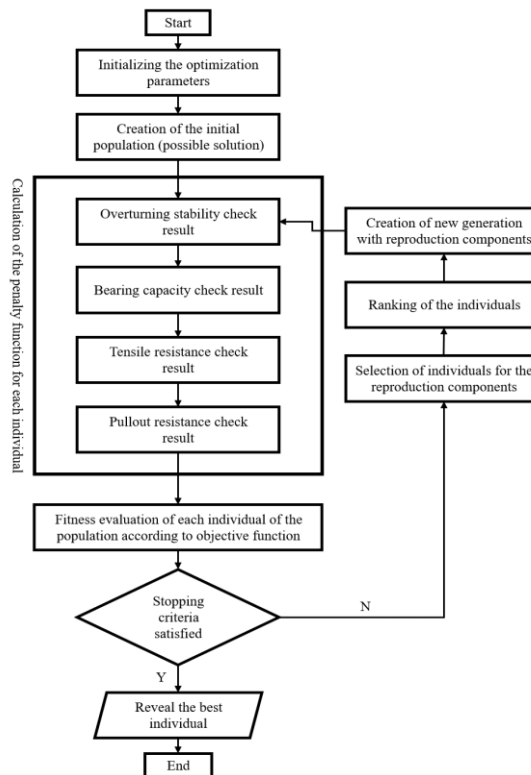 Start
Initializing the optimization
parameters
Creation of the initial
population (possible solution)
Calculation of the penalty function for each individual
Overturning stability check
result
Bearing capacity check result
Tensile resistance check
result
Pullout resistance check
result
Creation of new generation
with reproduction components
Ranking of the individuals
Selection of individuals for the
reproduction components
Fitness evaluation of each individual of the
population according to objective function
Stopping
criteria
satisfied
N
Y
Reveal the best
individual
End